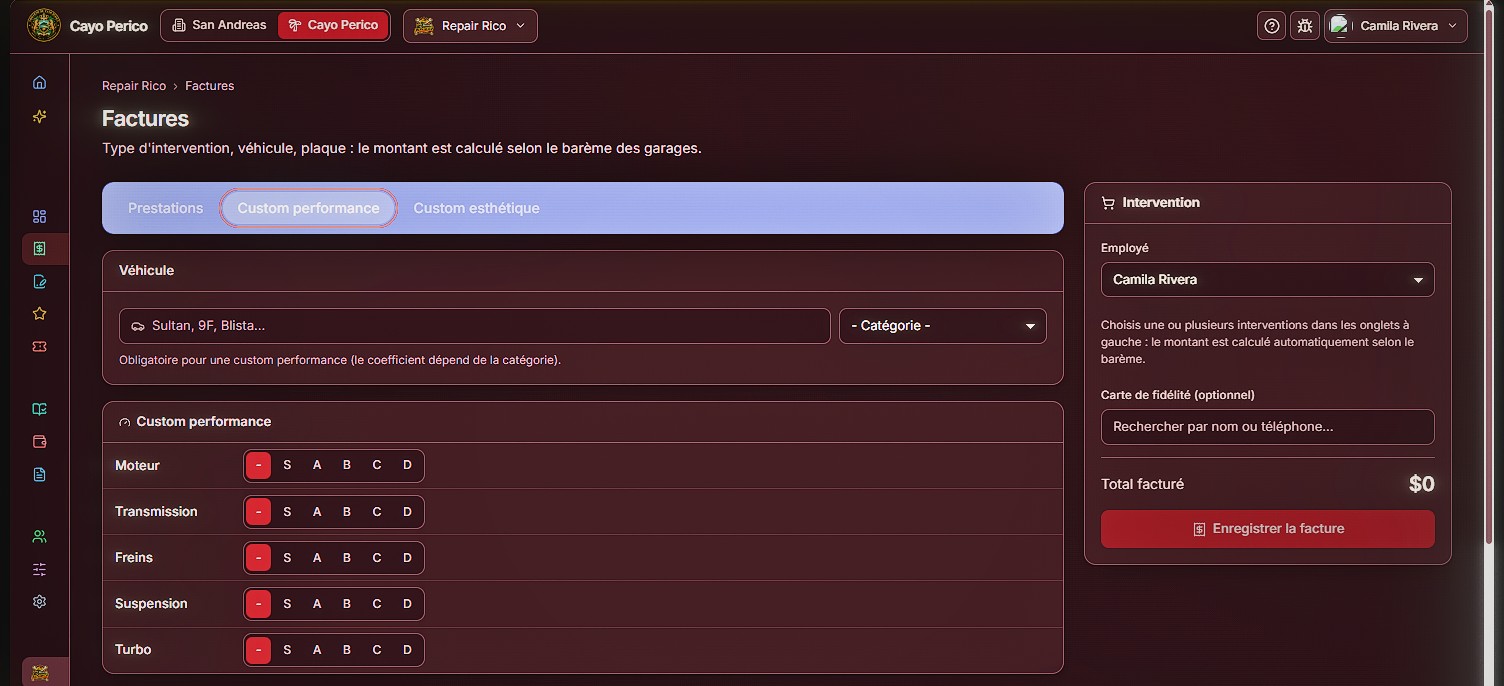 Cayo Perico
San Andreas
Cayo Perico
Repair Rico
Camila Rivera
Repair Rico › Factures
Factures
Type d'intervention, véhicule, plaque : le montant est calculé selon le barème des garages.
Prestations
Custom performance
Custom esthétique
Véhicule
Sultan, 9F, Blista...
- Catégorie -
Obligatoire pour une custom performance (le coefficient dépend de la catégorie).
Custom performance
Moteur - S A B C D
Transmission - S A B C D
Freins - S A B C D
Suspension - S A B C D
Turbo - S A B C D
Intervention
Employé
Camila Rivera
Choisis une ou plusieurs interventions dans les onglets à
gauche : le montant est calculé automatiquement selon le
barème.
Carte de fidélité (optionnel)
Rechercher par nom ou téléphone...
Total facturé $0
Enregistrer la facture